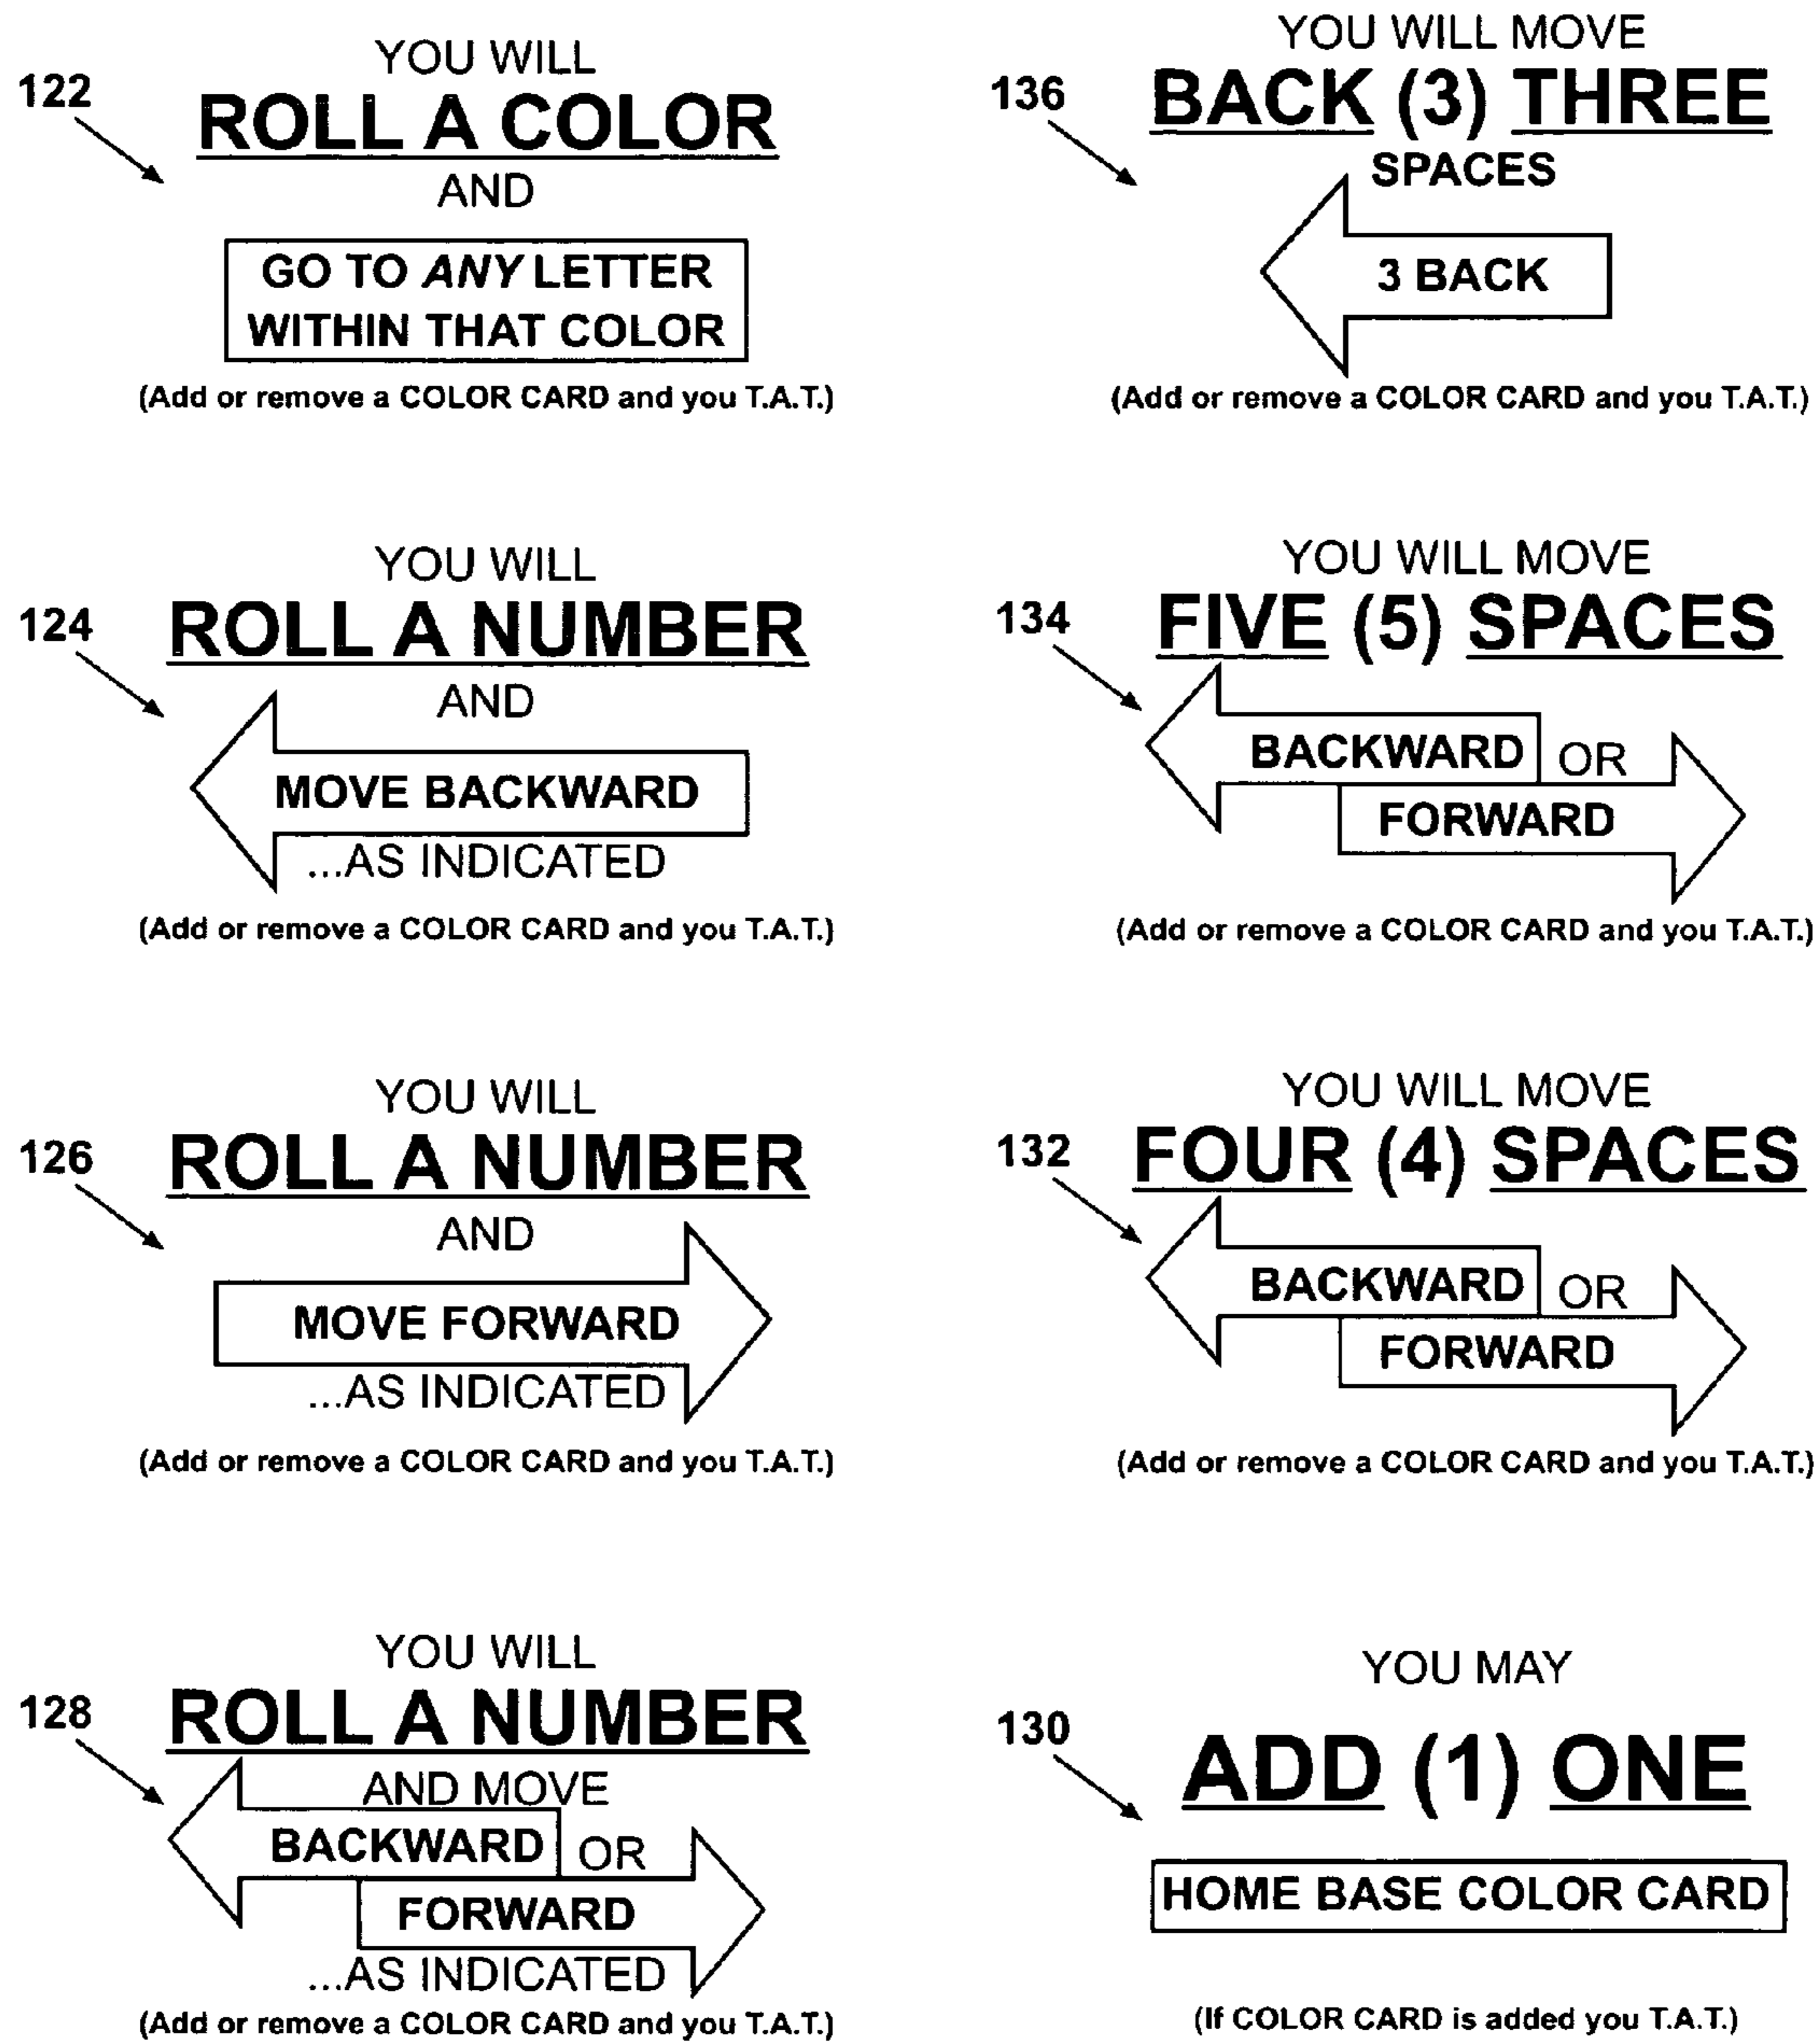 122
YOU WILL
ROLL A COLOR
AND
GO TO ANY LETTER
WITHIN THAT COLOR
(Add or remove a COLOR CARD and you T.A.T.)
136
YOU WILL MOVE
BACK (3) THREE
SPACES
3 BACK
(Add or remove a COLOR CARD and you T.A.T.)
124
YOU WILL
ROLL A NUMBER
AND
MOVE BACKWARD
...AS INDICATED
(Add or remove a COLOR CARD and you T.A.T.)
134
YOU WILL MOVE
FIVE (5) SPACES
BACKWARD OR
FORWARD
(Add or remove a COLOR CARD and you T.A.T.)
126
YOU WILL
ROLL A NUMBER
AND
MOVE FORWARD
...AS INDICATED
(Add or remove a COLOR CARD and you T.A.T.)
132
YOU WILL MOVE
FOUR (4) SPACES
BACKWARD OR
FORWARD
(Add or remove a COLOR CARD and you T.A.T.)
128
YOU WILL
ROLL A NUMBER
AND MOVE
BACKWARD OR
FORWARD
...AS INDICATED
(Add or remove a COLOR CARD and you T.A.T.)
130
YOU MAY
ADD (1) ONE
HOME BASE COLOR CARD
(If COLOR CARD is added you T.A.T.)